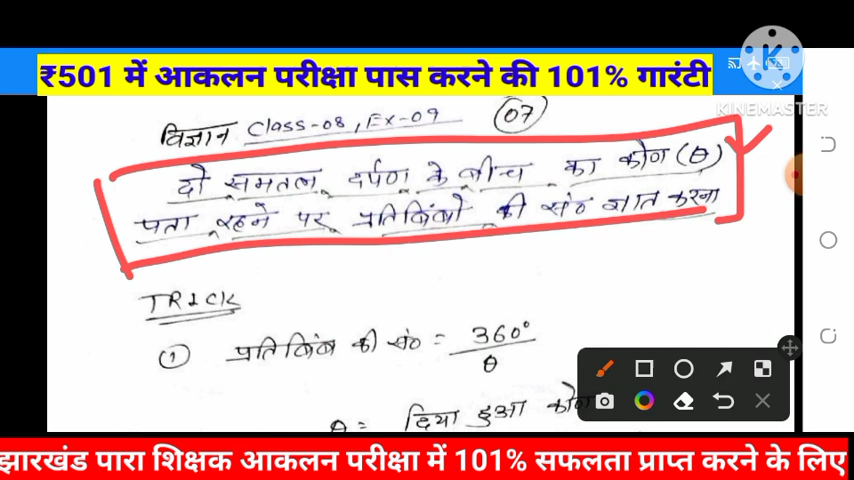 ₹501 में आकलन परीक्षा पास करने की 101% गारंटी
KINEMASTER
विज्ञान Class-08, Ex-09 07
दो समतल दर्पण के बीच का कोण (θ)
पता रहने पर प्रतिबिंबो की सं० ज्ञात करना
TRICK
① प्रतिबिंब की सं० = 360° / θ
θ = दिया हुआ कोण
झारखंड पारा शिक्षक आकलन परीक्षा में 101% सफलता प्राप्त करने के लिए